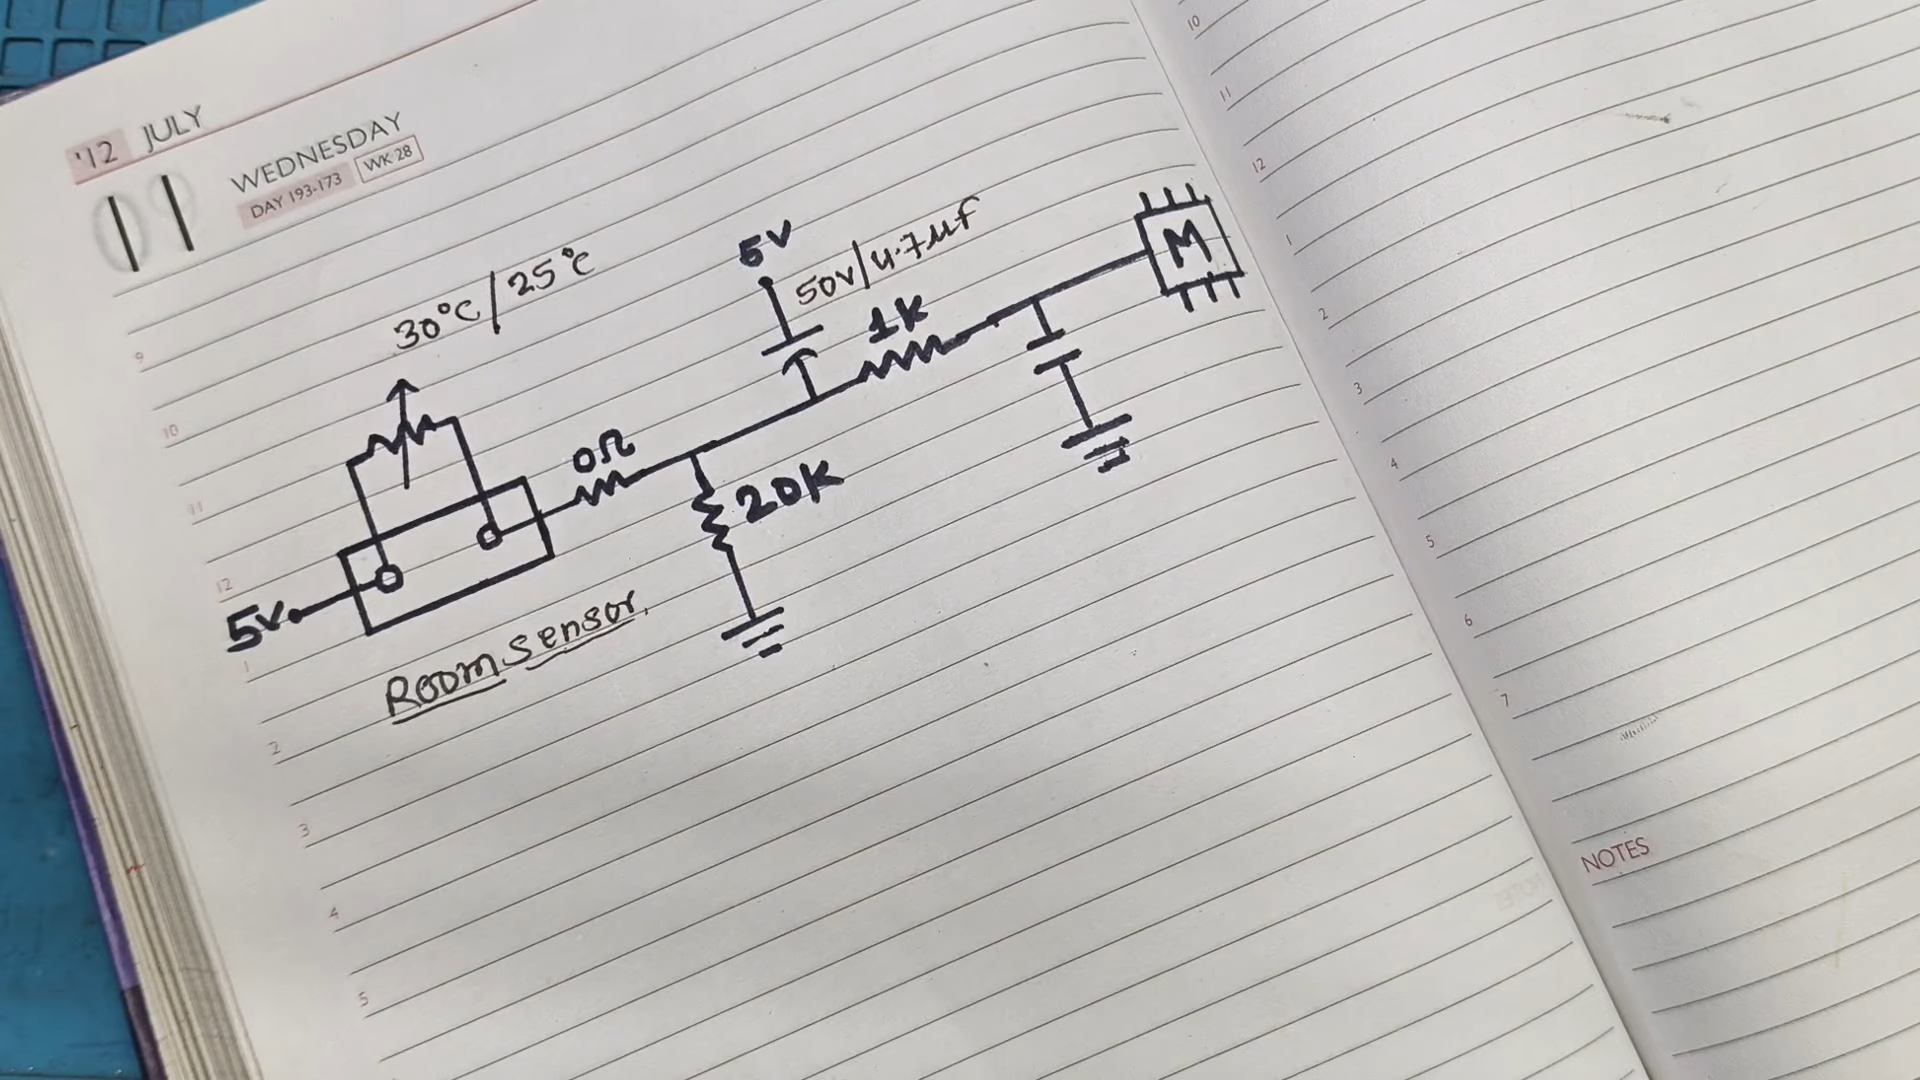 '12 JULY
11 WEDNESDAY
DAY 193-173 WK 28
30°C/25°C
5V
50V/4.7µF
1K
M
0Ω
20K
5V
Room sensor.
9
10
11
12
1
2
3
4
5
10
11
12
1
2
3
4
5
6
7
NOTES